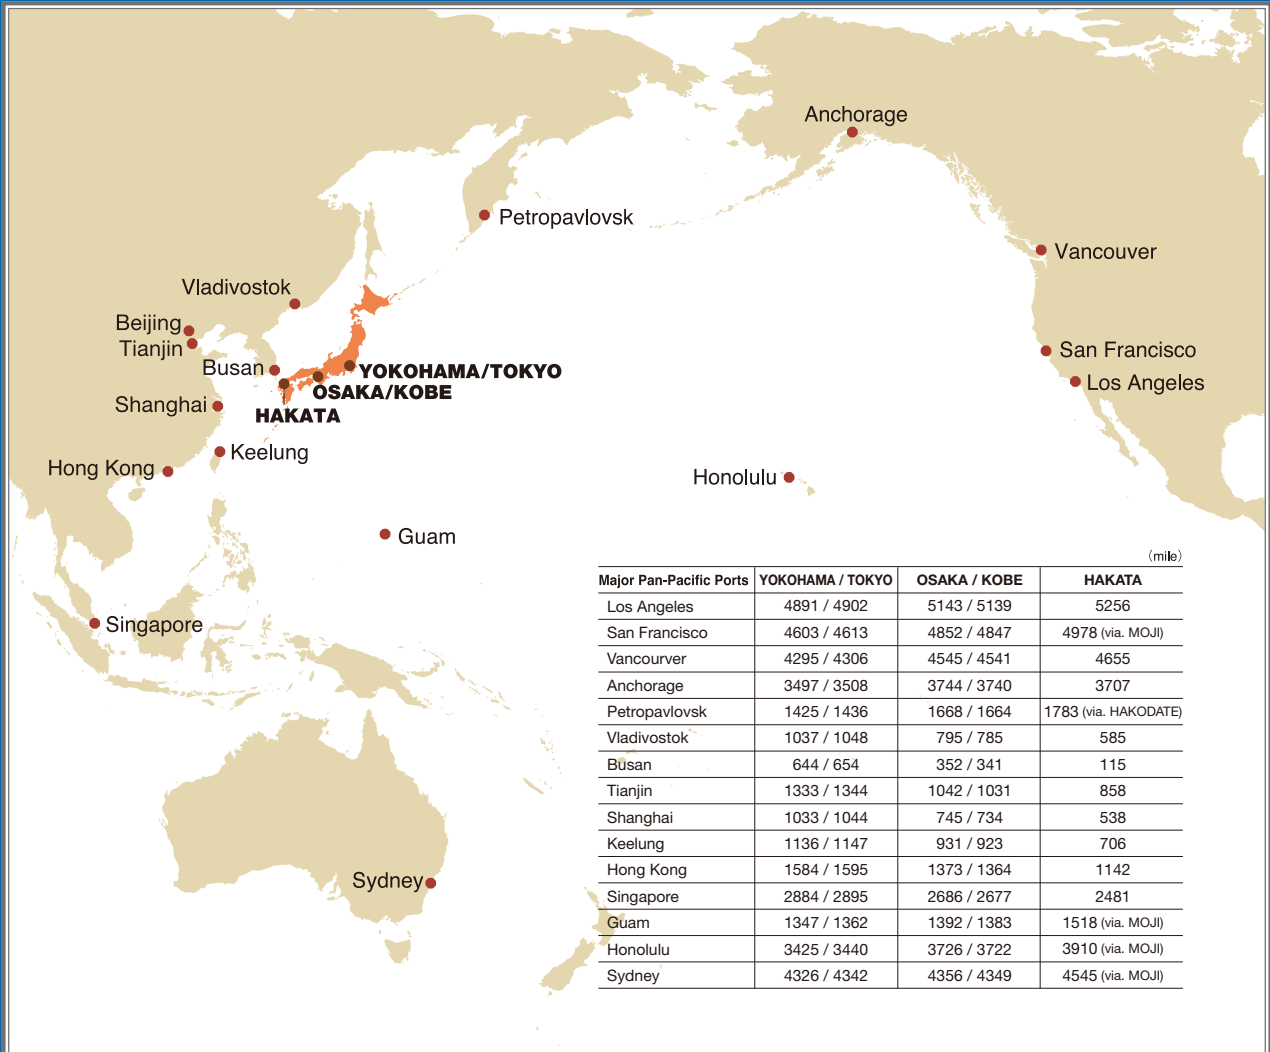 Anchorage
Petropavlovsk
Vancouver
Vladivostok
Beijing
Tianjin
Busan
YOKOHAMA/TOKYO
OSAKA/KOBE
HAKATA
San Francisco
Los Angeles
Shanghai
Keelung
Hong Kong
Honolulu
Guam
Singapore
Sydney
(mile)
Major Pan-Pacific Ports YOKOHAMA / TOKYO OSAKA / KOBE HAKATA
Los Angeles 4891 / 4902 5143 / 5139 5256
San Francisco 4603 / 4613 4852 / 4847 4978 (via. MOJI)
Vancourver 4295 / 4306 4545 / 4541 4655
Anchorage 3497 / 3508 3744 / 3740 3707
Petropavlovsk 1425 / 1436 1668 / 1664 1783 (via. HAKODATE)
Vladivostok 1037 / 1048 795 / 785 585
Busan 644 / 654 352 / 341 115
Tianjin 1333 / 1344 1042 / 1031 858
Shanghai 1033 / 1044 745 / 734 538
Keelung 1136 / 1147 931 / 923 706
Hong Kong 1584 / 1595 1373 / 1364 1142
Singapore 2884 / 2895 2686 / 2677 2481
Guam 1347 / 1362 1392 / 1383 1518 (via. MOJI)
Honolulu 3425 / 3440 3726 / 3722 3910 (via. MOJI)
Sydney 4326 / 4342 4356 / 4349 4545 (via. MOJI)